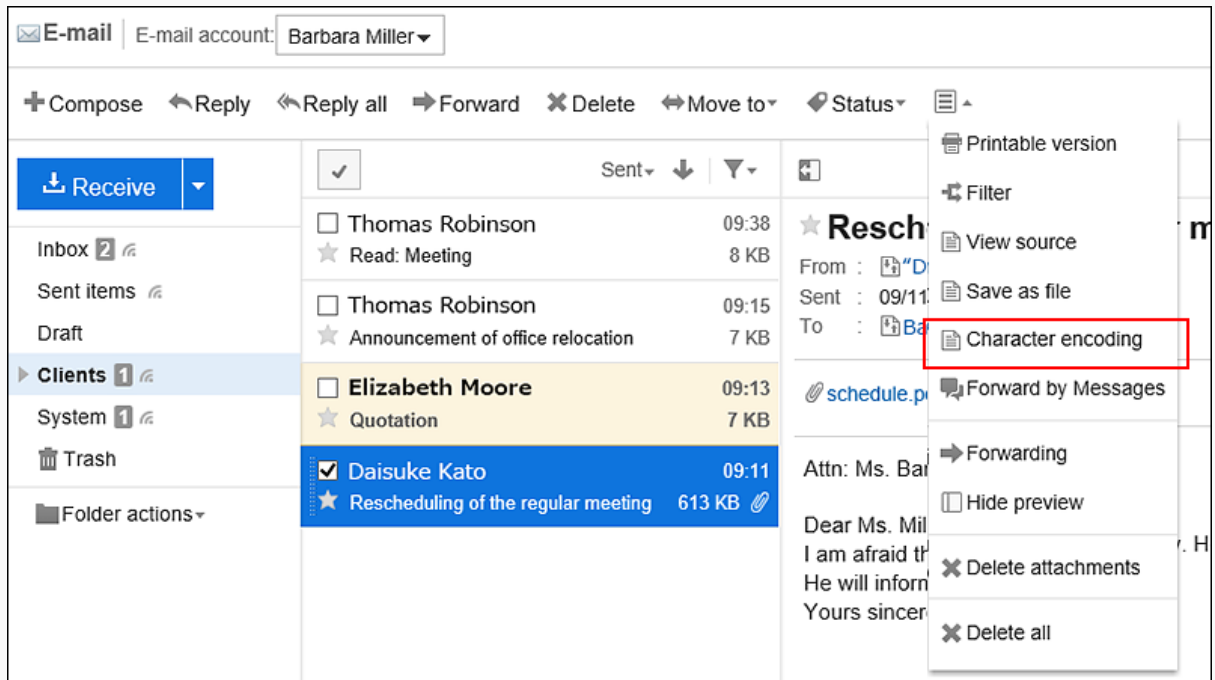 E-mail E-mail account: Barbara Miller
Compose Reply Reply all Forward Delete Move to Status
Receive
Inbox 2
Sent items
Draft
Clients 1
System 1
Trash
Folder actions
Sent
Thomas Robinson 09:38
Read: Meeting 8 KB
Thomas Robinson 09:15
Announcement of office relocation 7 KB
Elizabeth Moore 09:13
Quotation 7 KB
Daisuke Kato 09:11
Rescheduling of the regular meeting 613 KB
Resch r m
From : "D
Sent : 09/11
To : Ba
schedule.p
Attn: Ms. Bar
Dear Ms. Mil
I am afraid th . H
He will inform
Yours sincer
Printable version
Filter
View source
Save as file
Character encoding
Forward by Messages
Forwarding
Hide preview
Delete attachments
Delete all